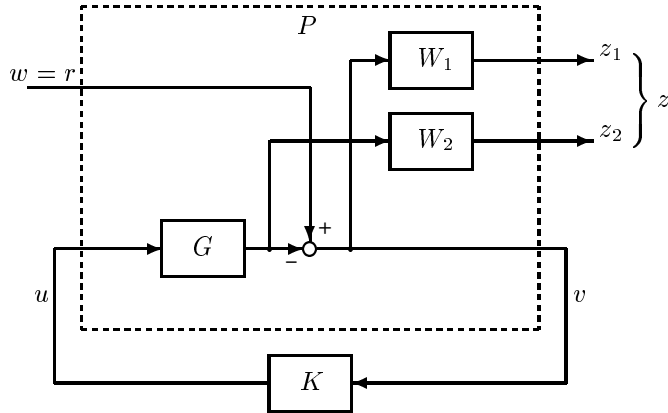 P
w = r
W₁
z₁
z
W₂
z₂
+
G
−
u
v
K